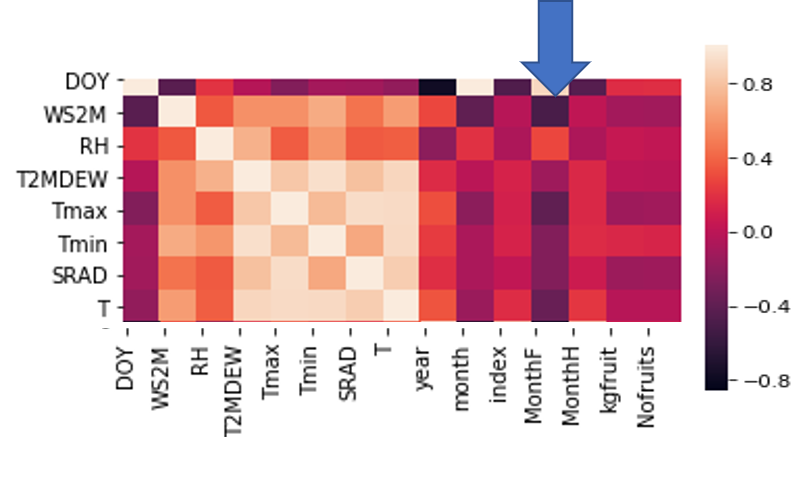 DOY
WS2M
RH
T2MDEW
Tmax
Tmin
SRAD
T
DOY
WS2M
RH
T2MDEW
Tmax
Tmin
SRAD
T
year
month
index
MonthF
MonthH
kgfruit
Nofruits
0.8
0.4
0.0
−0.4
−0.8